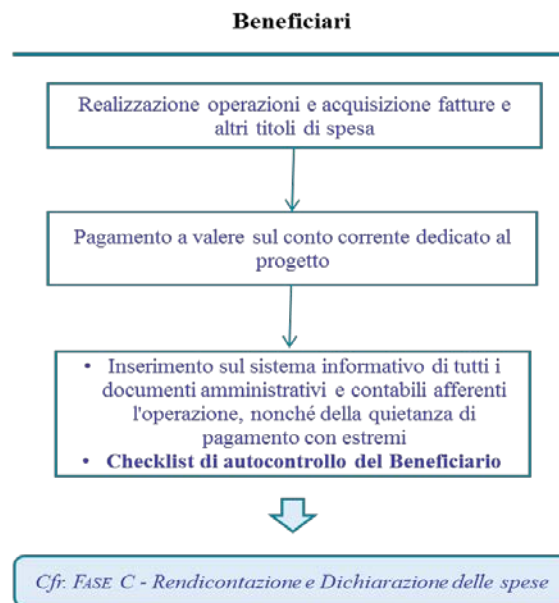 Beneficiari
Realizzazione operazioni e acquisizione fatture e
altri titoli di spesa
Pagamento a valere sul conto corrente dedicato al
progetto
• Inserimento sul sistema informativo di tutti i
documenti amministrativi e contabili afferenti
l'operazione, nonché della quietanza di
pagamento con estremi
• Checklist di autocontrollo del Beneficiario
Cfr. FASE C - Rendicontazione e Dichiarazione delle spese